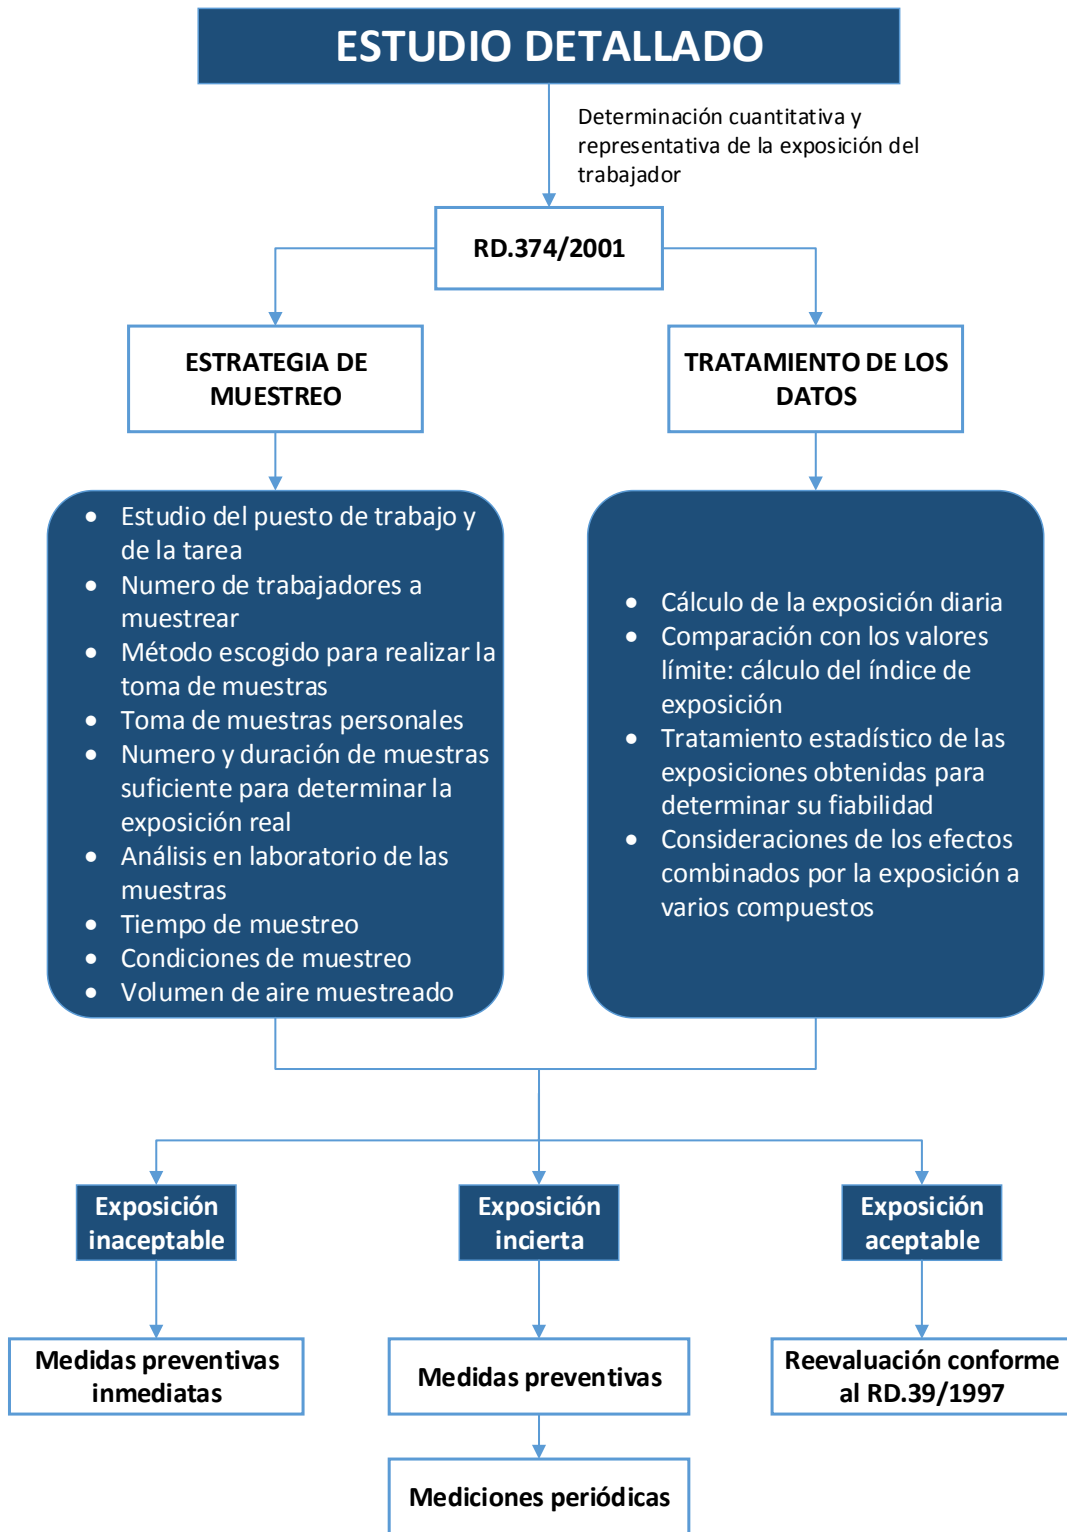 ESTUDIO DETALLADO
Determinación cuantitativa y
representativa de la exposición del
trabajador
RD.374/2001
ESTRATEGIA DE
MUESTREO
TRATAMIENTO DE LOS
DATOS
• Estudio del puesto de trabajo y
de la tarea
• Numero de trabajadores a
muestrear
• Método escogido para realizar la
toma de muestras
• Toma de muestras personales
• Numero y duración de muestras
suficiente para determinar la
exposición real
• Análisis en laboratorio de las
muestras
• Tiempo de muestreo
• Condiciones de muestreo
• Volumen de aire muestreado
• Cálculo de la exposición diaria
• Comparación con los valores
límite: cálculo del índice de
exposición
• Tratamiento estadístico de las
exposiciones obtenidas para
determinar su fiabilidad
• Consideraciones de los efectos
combinados por la exposición a
varios compuestos
Exposición
inaceptable
Exposición
incierta
Exposición
aceptable
Medidas preventivas
inmediatas
Medidas preventivas
Reevaluación conforme
al RD.39/1997
Mediciones periódicas